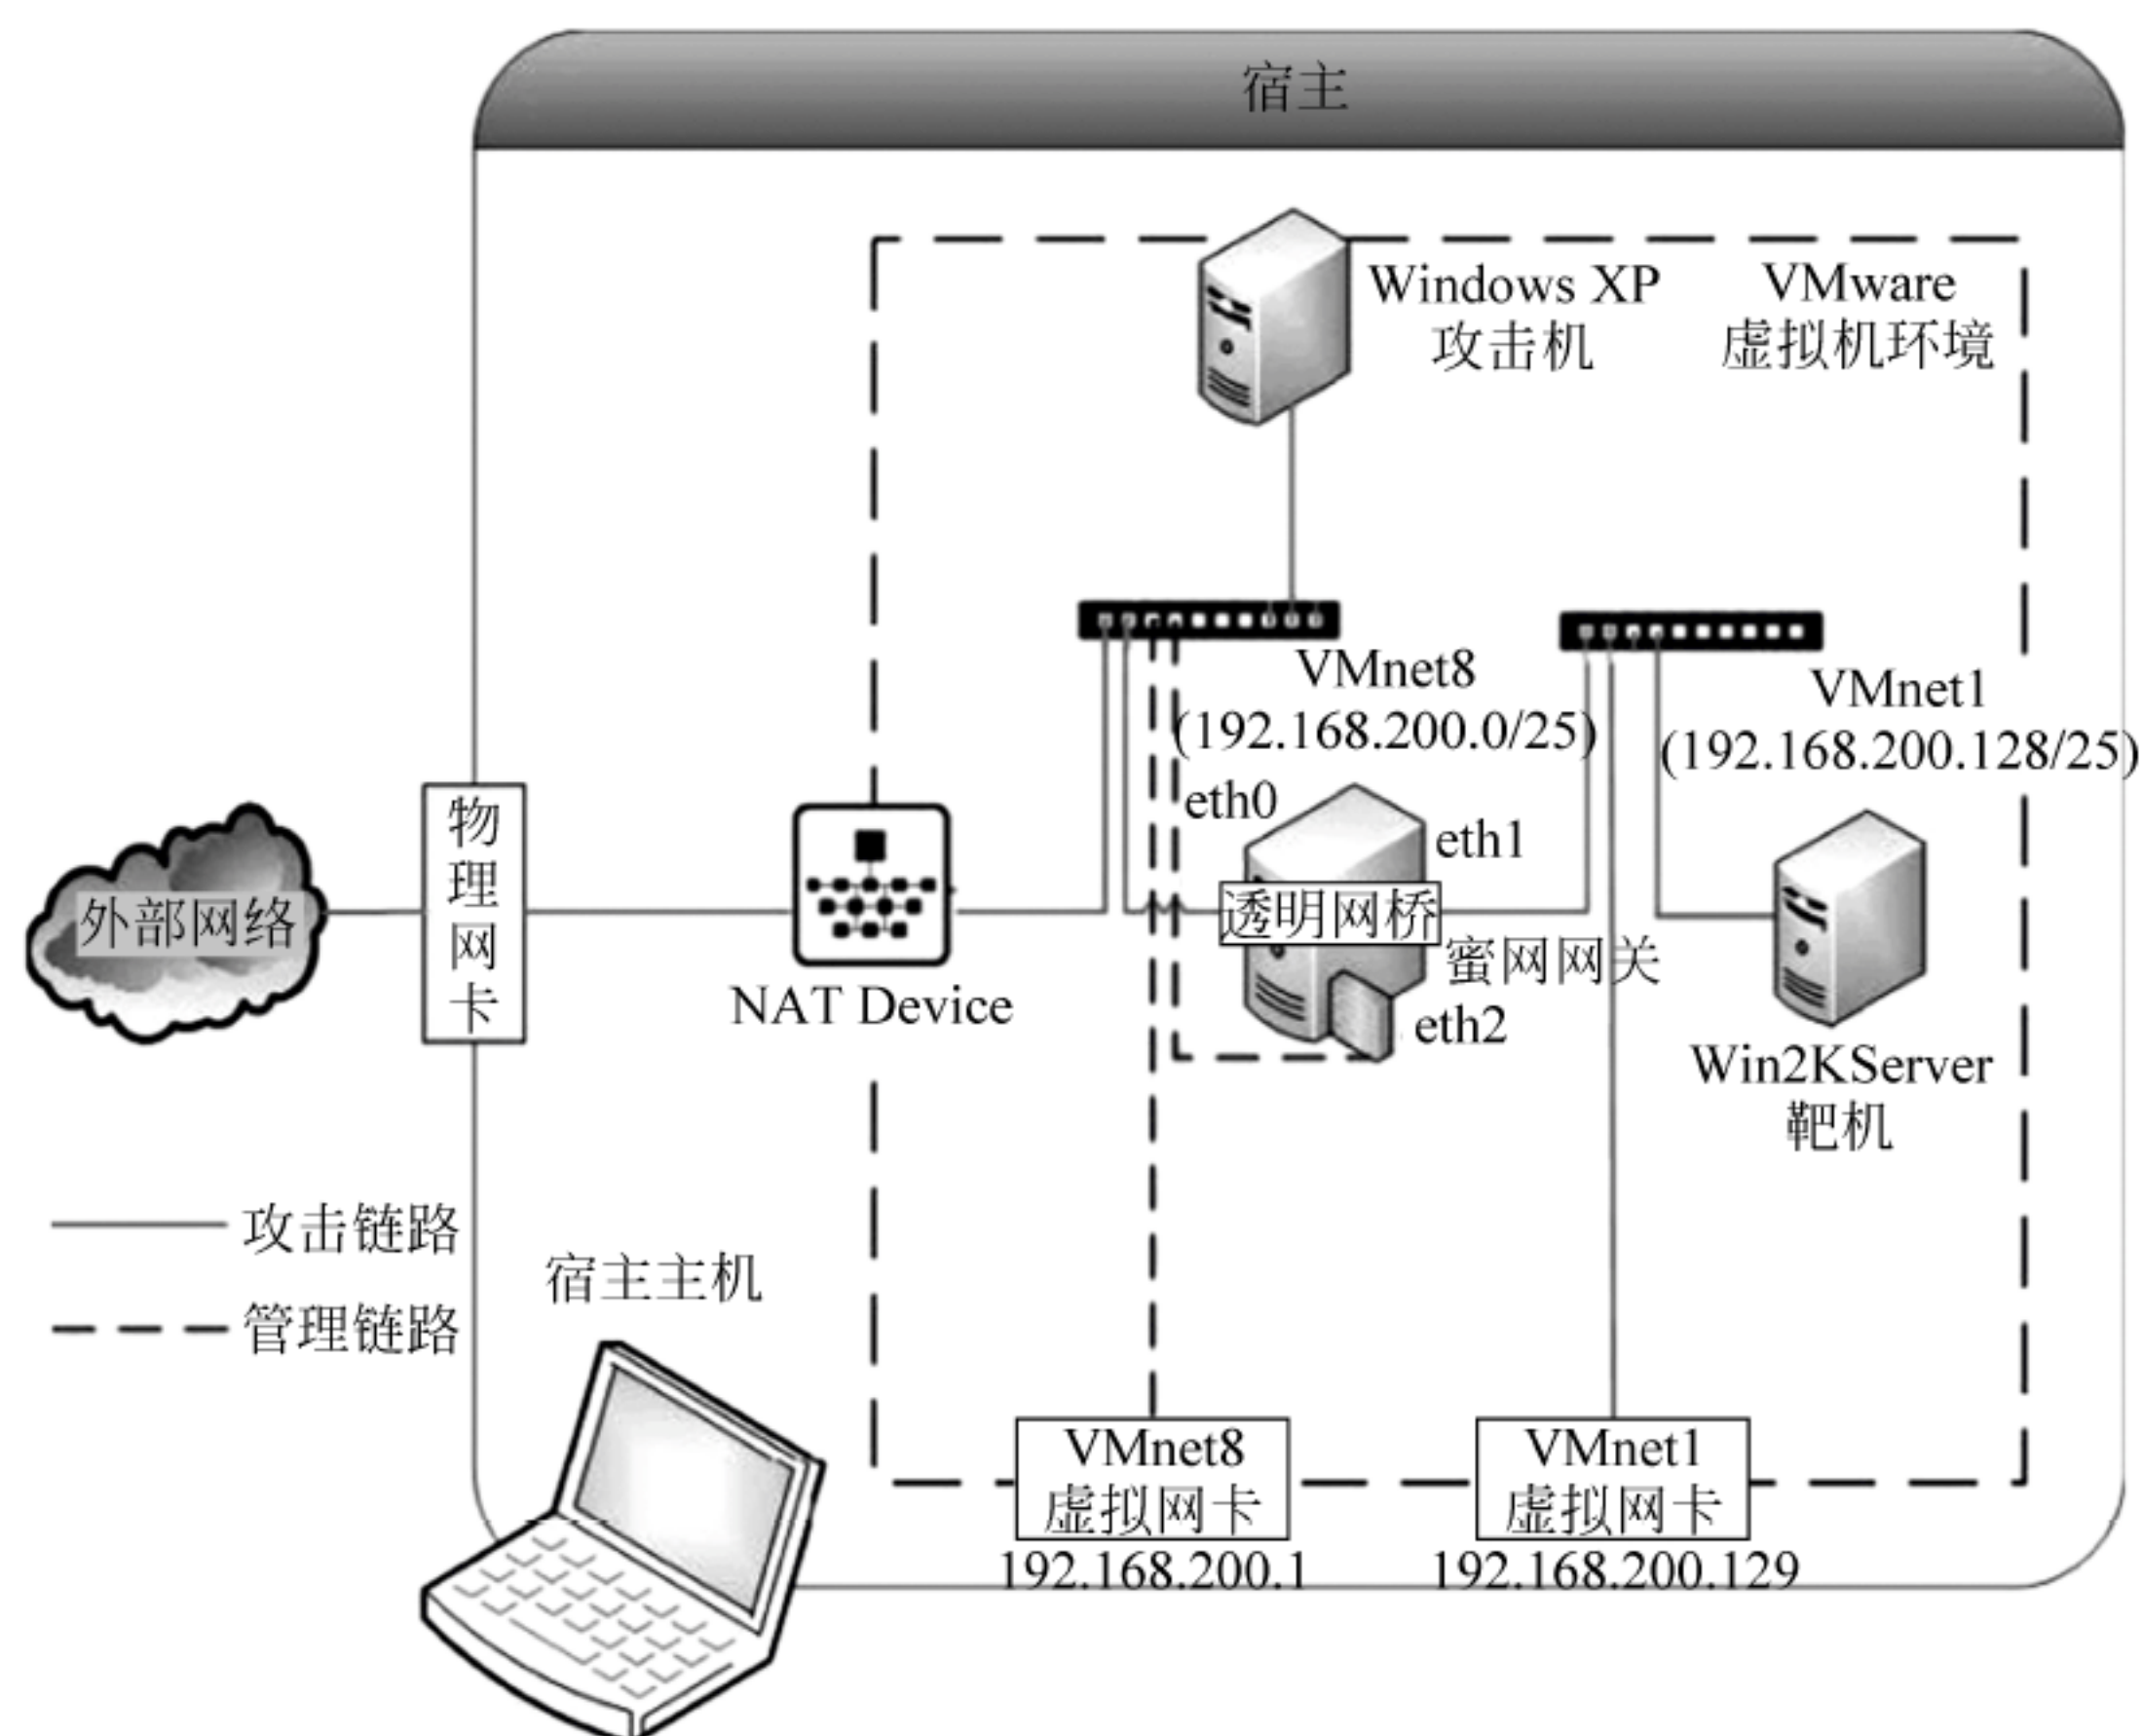 宿主
Windows XP
攻击机
VMware
虚拟机环境
VMnet8
(192.168.200.0/25)
VMnet1
(192.168.200.128/25)
eth0
eth1
物理网卡
外部网络
透明网桥
蜜网网关
NAT Device
eth2
Win2KServer
靶机
攻击链路
管理链路
宿主主机
VMnet8
虚拟网卡
192.168.200.1
VMnet1
虚拟网卡
192.168.200.129